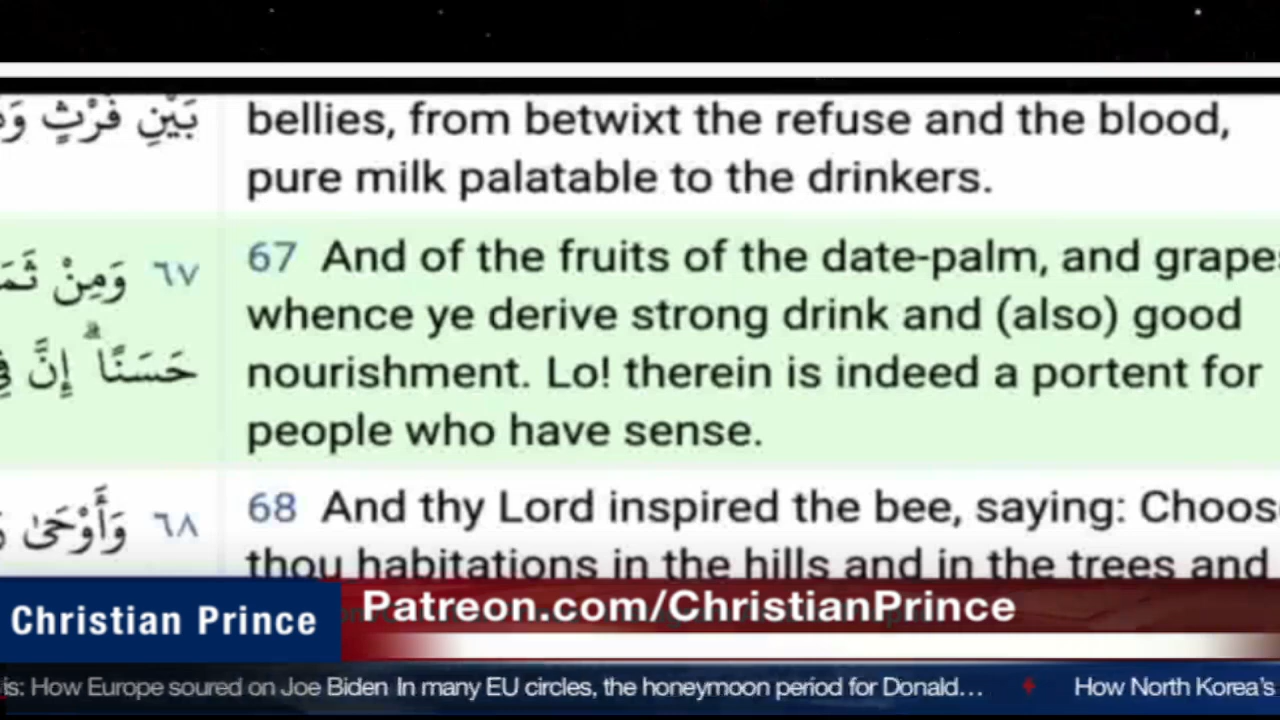 بَيْنِ فَرْثٍ
bellies, from betwixt the refuse and the blood,
pure milk palatable to the drinkers.
٦٧ وَمِنْ
67 And of the fruits of the date-palm, and grapes
whence ye derive strong drink and (also) good
حَسَنًا ۗ إِنَّ
nourishment. Lo! therein is indeed a portent for
people who have sense.
٦٨ وَأَوْحَىٰ
68 And thy Lord inspired the bee, saying: Choose
thou habitations in the hills and in the trees and
Christian Prince
Patreon.com/ChristianPrince
is: How Europe soured on Joe Biden In many EU circles, the honeymoon period for Donald… How North Korea's